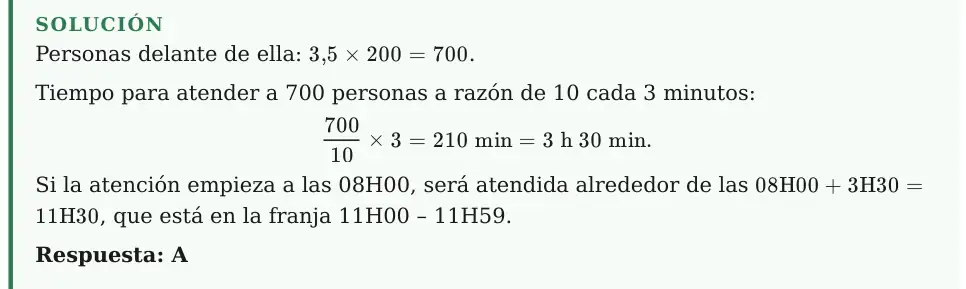 SOLUCIÓN
Personas delante de ella: 3,5 × 200 = 700.
Tiempo para atender a 700 personas a razón de 10 cada 3 minutos:
700/10 × 3 = 210 min = 3 h 30 min.
Si la atención empieza a las 08H00, será atendida alrededor de las 08H00 + 3H30 =
11H30, que está en la franja 11H00 – 11H59.
Respuesta: A